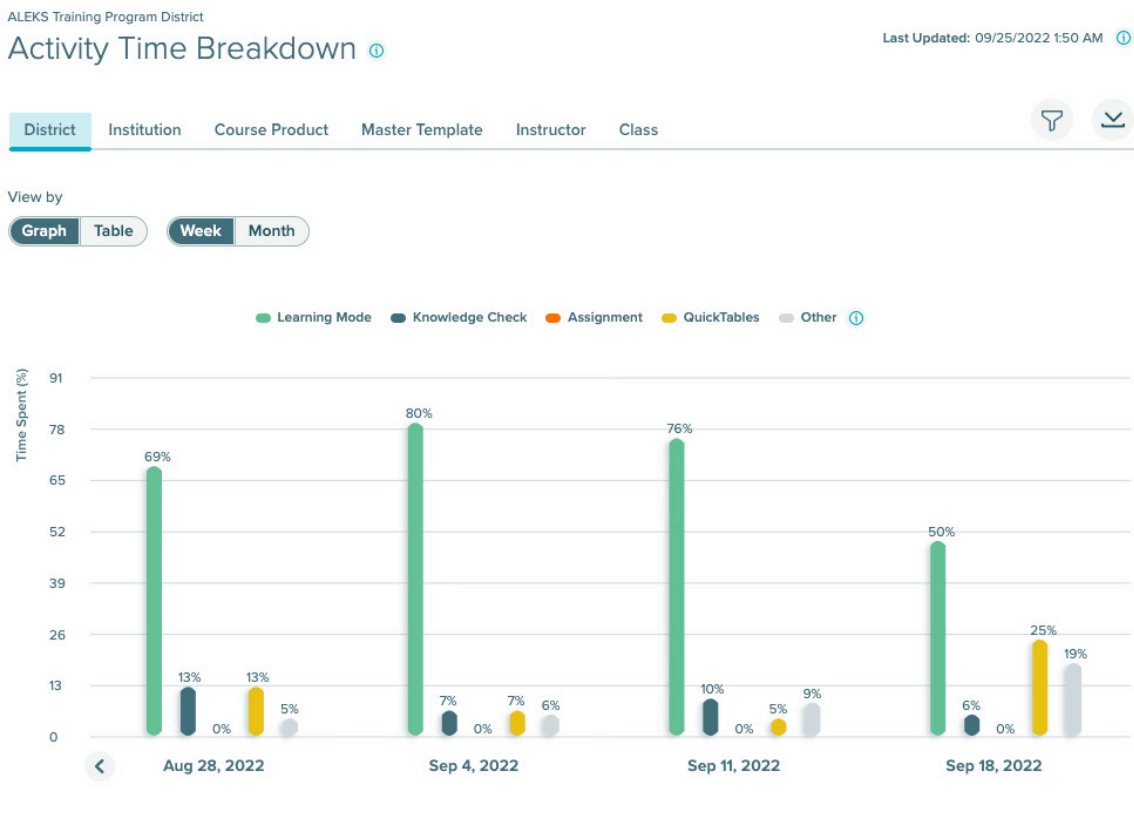 ALEKS Training Program District
Activity Time Breakdown
Last Updated: 09/25/2022 1:50 AM
District Institution Course Product Master Template Instructor Class
View by
Graph Table Week Month
Learning Mode Knowledge Check Assignment QuickTables Other
Time Spent (%)
91
78
65
52
39
26
13
0
69% 13% 0% 13% 5%
80% 7% 0% 7% 6%
76% 10% 0% 5% 9%
50% 6% 0% 25% 19%
Aug 28, 2022 Sep 4, 2022 Sep 11, 2022 Sep 18, 2022